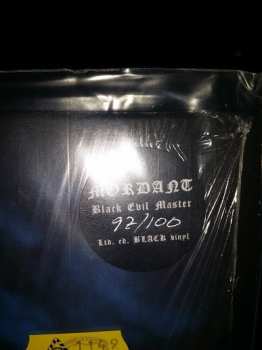 MORDANT
Black Evil Master
92/100
Ltd. ed. BLACK vinyl